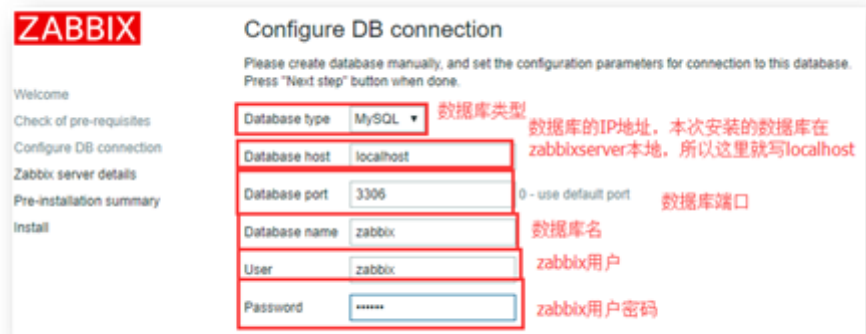 ZABBIX
Configure DB connection
Please create database manually, and set the configuration parameters for connection to this database.
Press "Next step" button when done.
Welcome
Check of pre-requisites
Configure DB connection
Zabbix server details
Pre-installation summary
Install
Database type MySQL ▼ 数据库类型
数据库的IP地址，本次安装的数据库在
zabbixserver本地，所以这里就写localhost
Database host localhost
Database port 3306 0 - use default port 数据库端口
Database name zabbix 数据库名
User zabbix zabbix用户
Password •••••• zabbix用户密码